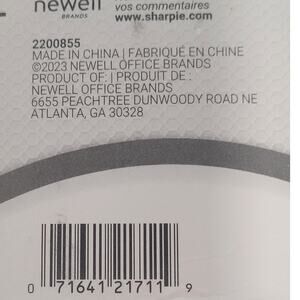 newell
BRANDS
vos commentaires
www.sharpie.com
2200855
MADE IN CHINA | FABRIQUÉ EN CHINE
©2023 NEWELL OFFICE BRANDS
PRODUCT OF: | PRODUIT DE :
NEWELL OFFICE BRANDS
6655 PEACHTREE DUNWOODY ROAD NE
ATLANTA, GA 30328
0 71641 21711 9